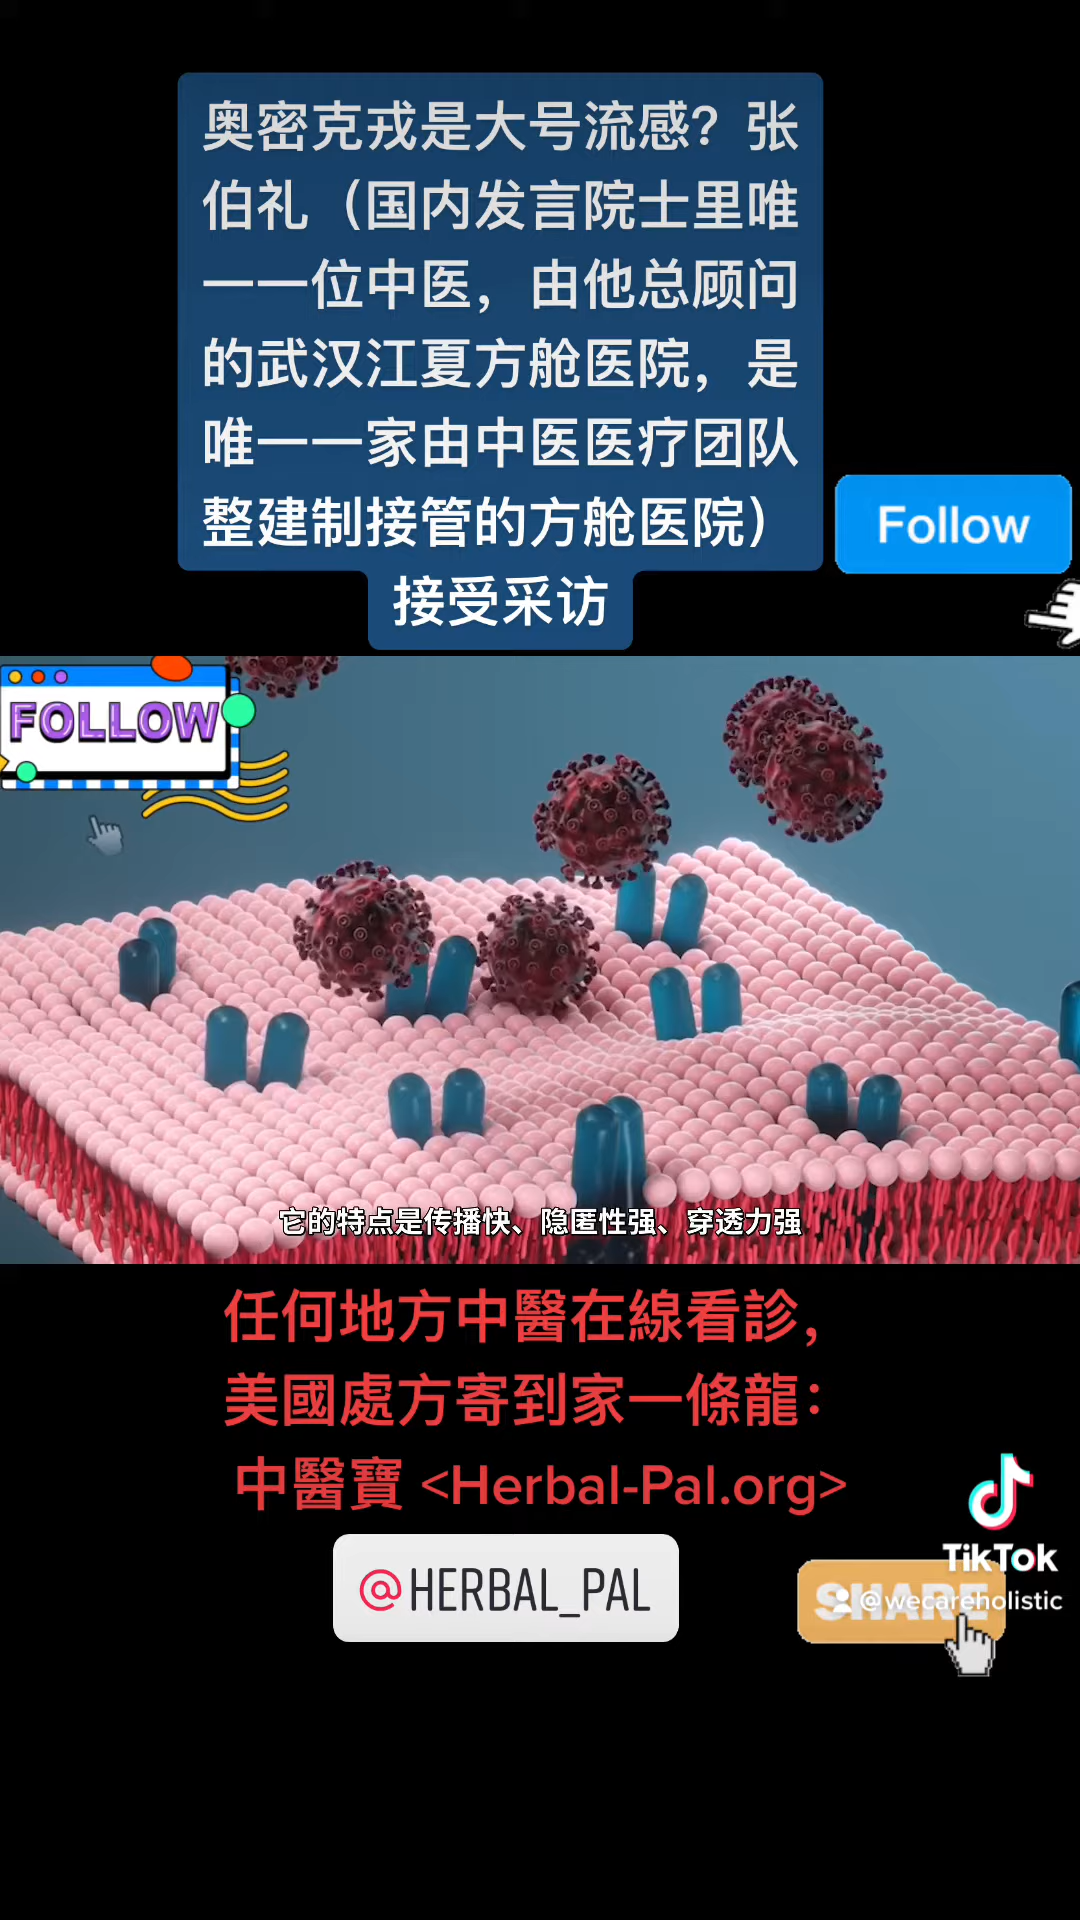 奥密克戎是大号流感？张
伯礼（国内发言院士里唯
一一位中医，由他总顾问
的武汉江夏方舱医院，是
唯一一家由中医医疗团队
整建制接管的方舱医院）
接受采访
Follow
FOLLOW
它的特点是传播快、隐匿性强、穿透力强
任何地方中醫在線看診，
美國處方寄到家一條龍：
中醫寶 <Herbal-Pal.org>
@HERBAL_PAL
TikTok
SHARE
@wecareholistic